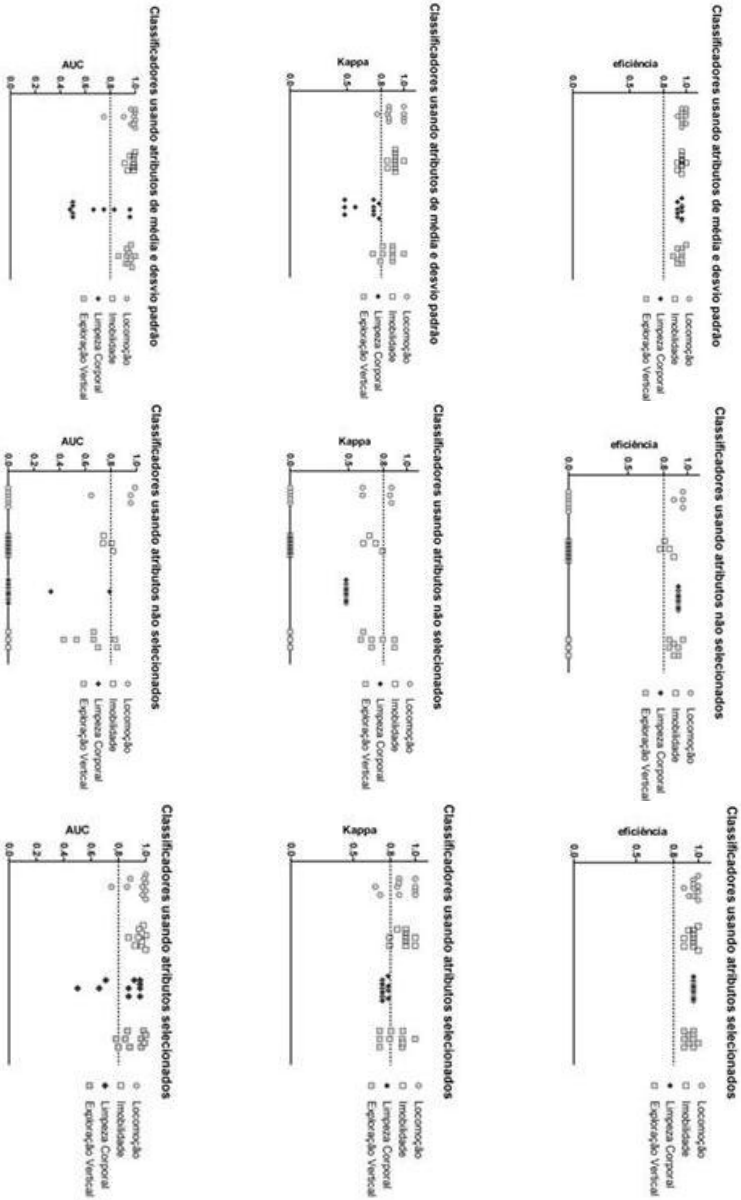 Classificadores usando atributos de média e desvio padrão
eficiência
1.0
0.8
0.5
0.0
Locomoção
Imobilidade
Limpeza Corporal
Exploração Vertical
Classificadores usando atributos não selecionados
eficiência
1.0
0.8
0.5
0.0
Locomoção
Imobilidade
Limpeza Corporal
Exploração Vertical
Classificadores usando atributos selecionados
eficiência
1.0
0.8
0.5
0.0
Locomoção
Imobilidade
Limpeza Corporal
Exploração Vertical
Classificadores usando atributos de média e desvio padrão
Kappa
1.0
0.8
0.5
0.0
Locomoção
Imobilidade
Limpeza Corporal
Exploração Vertical
Classificadores usando atributos não selecionados
Kappa
1.0
0.8
0.5
0.0
Locomoção
Imobilidade
Limpeza Corporal
Exploração Vertical
Classificadores usando atributos selecionados
Kappa
1.0
0.8
0.5
0.0
Locomoção
Imobilidade
Limpeza Corporal
Exploração Vertical
Classificadores usando atributos de média e desvio padrão
AUC
1.0
0.8
0.6
0.4
0.2
0.0
Locomoção
Imobilidade
Limpeza Corporal
Exploração Vertical
Classificadores usando atributos não selecionados
AUC
1.0
0.8
0.6
0.4
0.2
0.0
Locomoção
Imobilidade
Limpeza Corporal
Exploração Vertical
Classificadores usando atributos selecionados
AUC
1.0
0.8
0.6
0.4
0.2
0.0
Locomoção
Imobilidade
Limpeza Corporal
Exploração Vertical